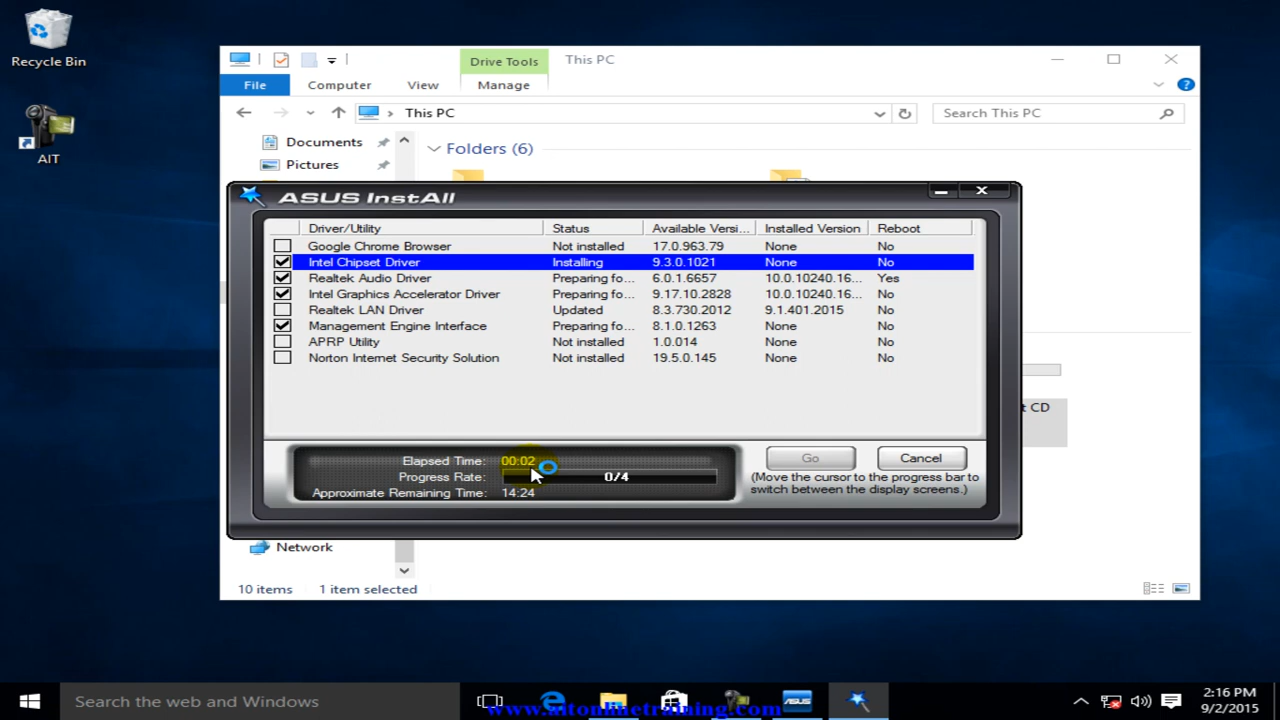 Recycle Bin
AIT
Drive Tools
This PC
File
Computer
View
Manage
This PC
Search This PC
Documents
Pictures
Folders (6)
ASUS InstAll
Driver/Utility Status Available Versi... Installed Version Reboot
Google Chrome Browser Not installed 17.0.963.79 None No
Intel Chipset Driver Installing 9.3.0.1021 None No
Realtek Audio Driver Preparing fo... 6.0.1.6657 10.0.10240.16... Yes
Intel Graphics Accelerator Driver Preparing fo... 9.17.10.2828 10.0.10240.16... No
Realtek LAN Driver Updated 8.3.730.2012 9.1.401.2015 No
Management Engine Interface Preparing fo... 8.1.0.1263 None No
APRP Utility Not installed 1.0.014 None No
Norton Internet Security Solution Not installed 19.5.0.145 None No
t CD
Elapsed Time: 00:02
Progress Rate: 0/4
Approximate Remaining Time: 14:24
Go
Cancel
(Move the cursor to the progress bar to
switch between the display screens.)
Network
10 items 1 item selected
Search the web and Windows
ASUS
www.aitonlinetraining.com
2:16 PM
9/2/2015